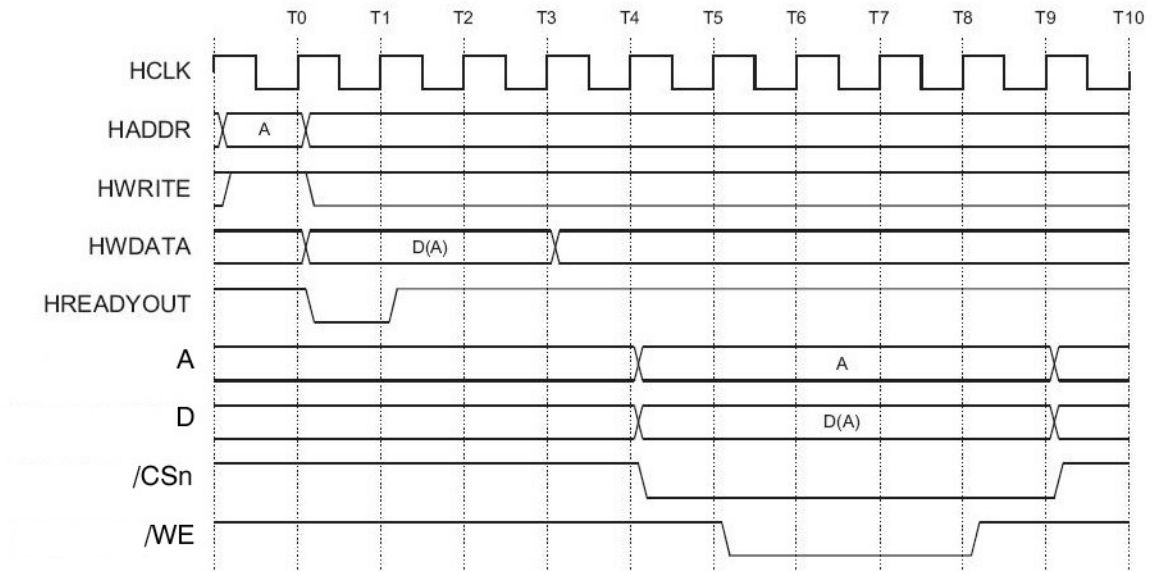 T0 T1 T2 T3 T4 T5 T6 T7 T8 T9 T10
HCLK
HADDR A
HWRITE
HWDATA D(A)
HREADYOUT
A A
D D(A)
/CSn
/WE